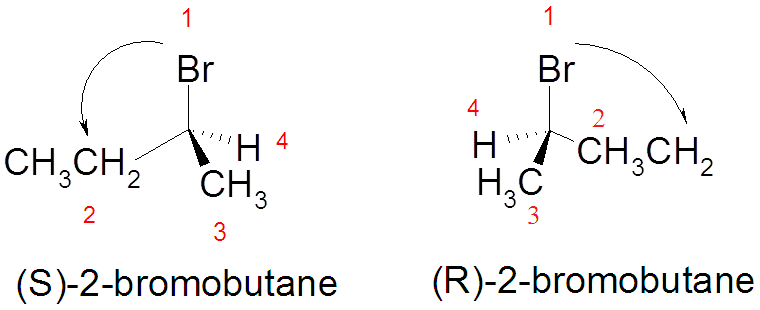 1
Br
H 4
CH₃CH₂
2
CH₃
3
(S)-2-bromobutane
1
Br
4
H
2
CH₃CH₂
H₃C
3
(R)-2-bromobutane